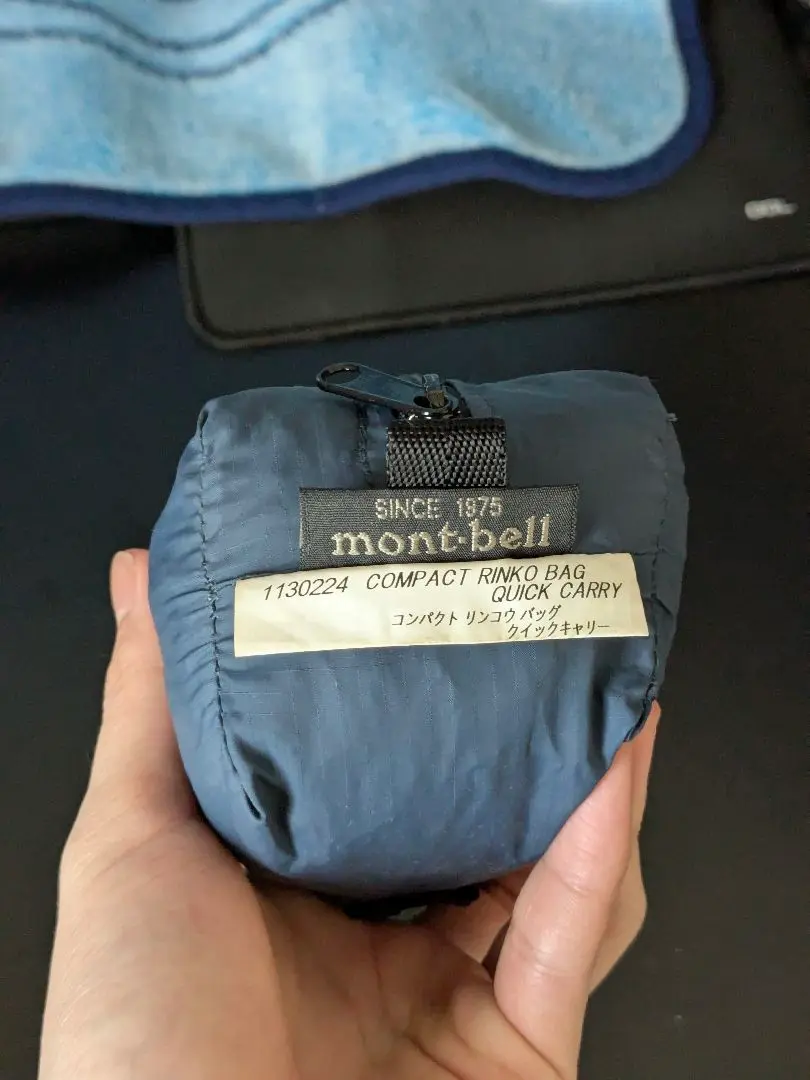 SINCE 1975
mont·bell
1130224 COMPACT RINKO BAG
QUICK CARRY
コンパクト リンコウ バッグ
クイックキャリー